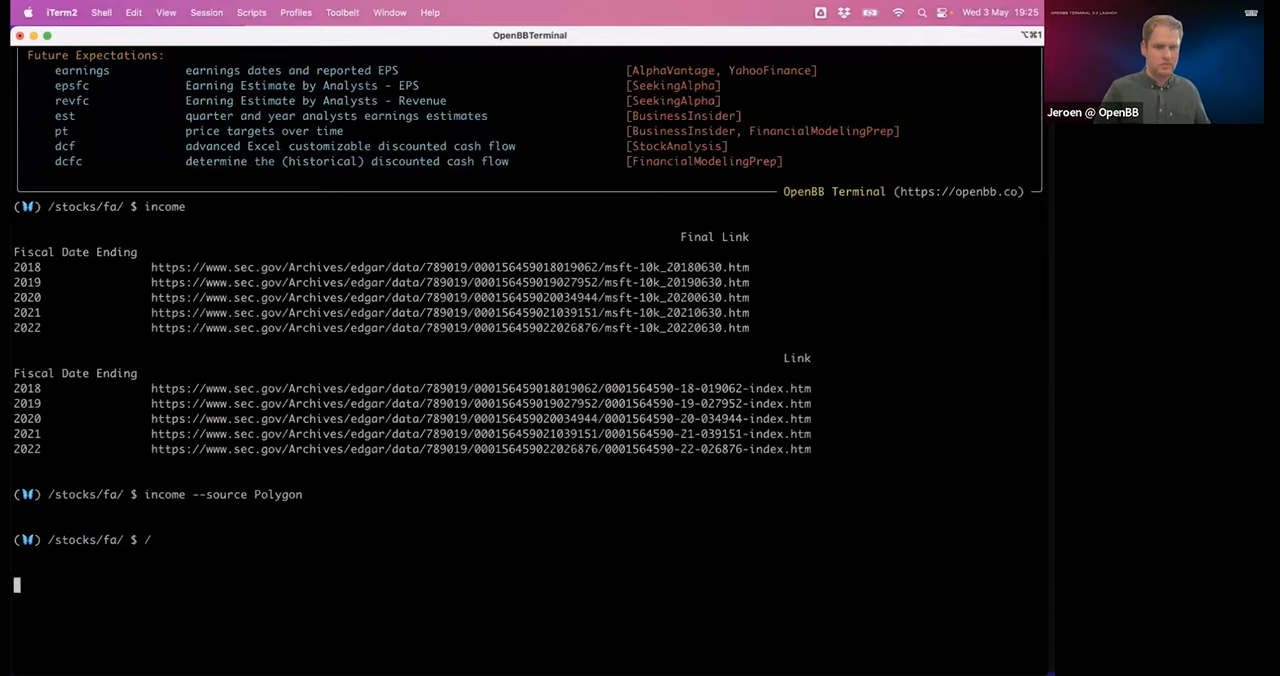 iTerm2 Shell Edit View Session Scripts Profiles Toolbelt Window Help Wed 3 May 19:25
OpenBBTerminal ⌥⌘1
OPENBB TERMINAL 3.0 LAUNCH
Jeroen @ OpenBB
Future Expectations:
earnings earnings dates and reported EPS [AlphaVantage, YahooFinance]
epsfc Earning Estimate by Analysts - EPS [SeekingAlpha]
revfc Earning Estimate by Analysts - Revenue [SeekingAlpha]
est quarter and year analysts earnings estimates [BusinessInsider]
pt price targets over time [BusinessInsider, FinancialModelingPrep]
dcf advanced Excel customizable discounted cash flow [StockAnalysis]
dcfc determine the (historical) discounted cash flow [FinancialModelingPrep]
OpenBB Terminal (https://openbb.co)
(🦋) /stocks/fa/ $ income
Final Link
Fiscal Date Ending
2018 https://www.sec.gov/Archives/edgar/data/789019/000156459018019062/msft-10k_20180630.htm
2019 https://www.sec.gov/Archives/edgar/data/789019/000156459019027952/msft-10k_20190630.htm
2020 https://www.sec.gov/Archives/edgar/data/789019/000156459020034944/msft-10k_20200630.htm
2021 https://www.sec.gov/Archives/edgar/data/789019/000156459021039151/msft-10k_20210630.htm
2022 https://www.sec.gov/Archives/edgar/data/789019/000156459022026876/msft-10k_20220630.htm
Link
Fiscal Date Ending
2018 https://www.sec.gov/Archives/edgar/data/789019/000156459018019062/0001564590-18-019062-index.htm
2019 https://www.sec.gov/Archives/edgar/data/789019/000156459019027952/0001564590-19-027952-index.htm
2020 https://www.sec.gov/Archives/edgar/data/789019/000156459020034944/0001564590-20-034944-index.htm
2021 https://www.sec.gov/Archives/edgar/data/789019/000156459021039151/0001564590-21-039151-index.htm
2022 https://www.sec.gov/Archives/edgar/data/789019/000156459022026876/0001564590-22-026876-index.htm
(🦋) /stocks/fa/ $ income --source Polygon
(🦋) /stocks/fa/ $ /